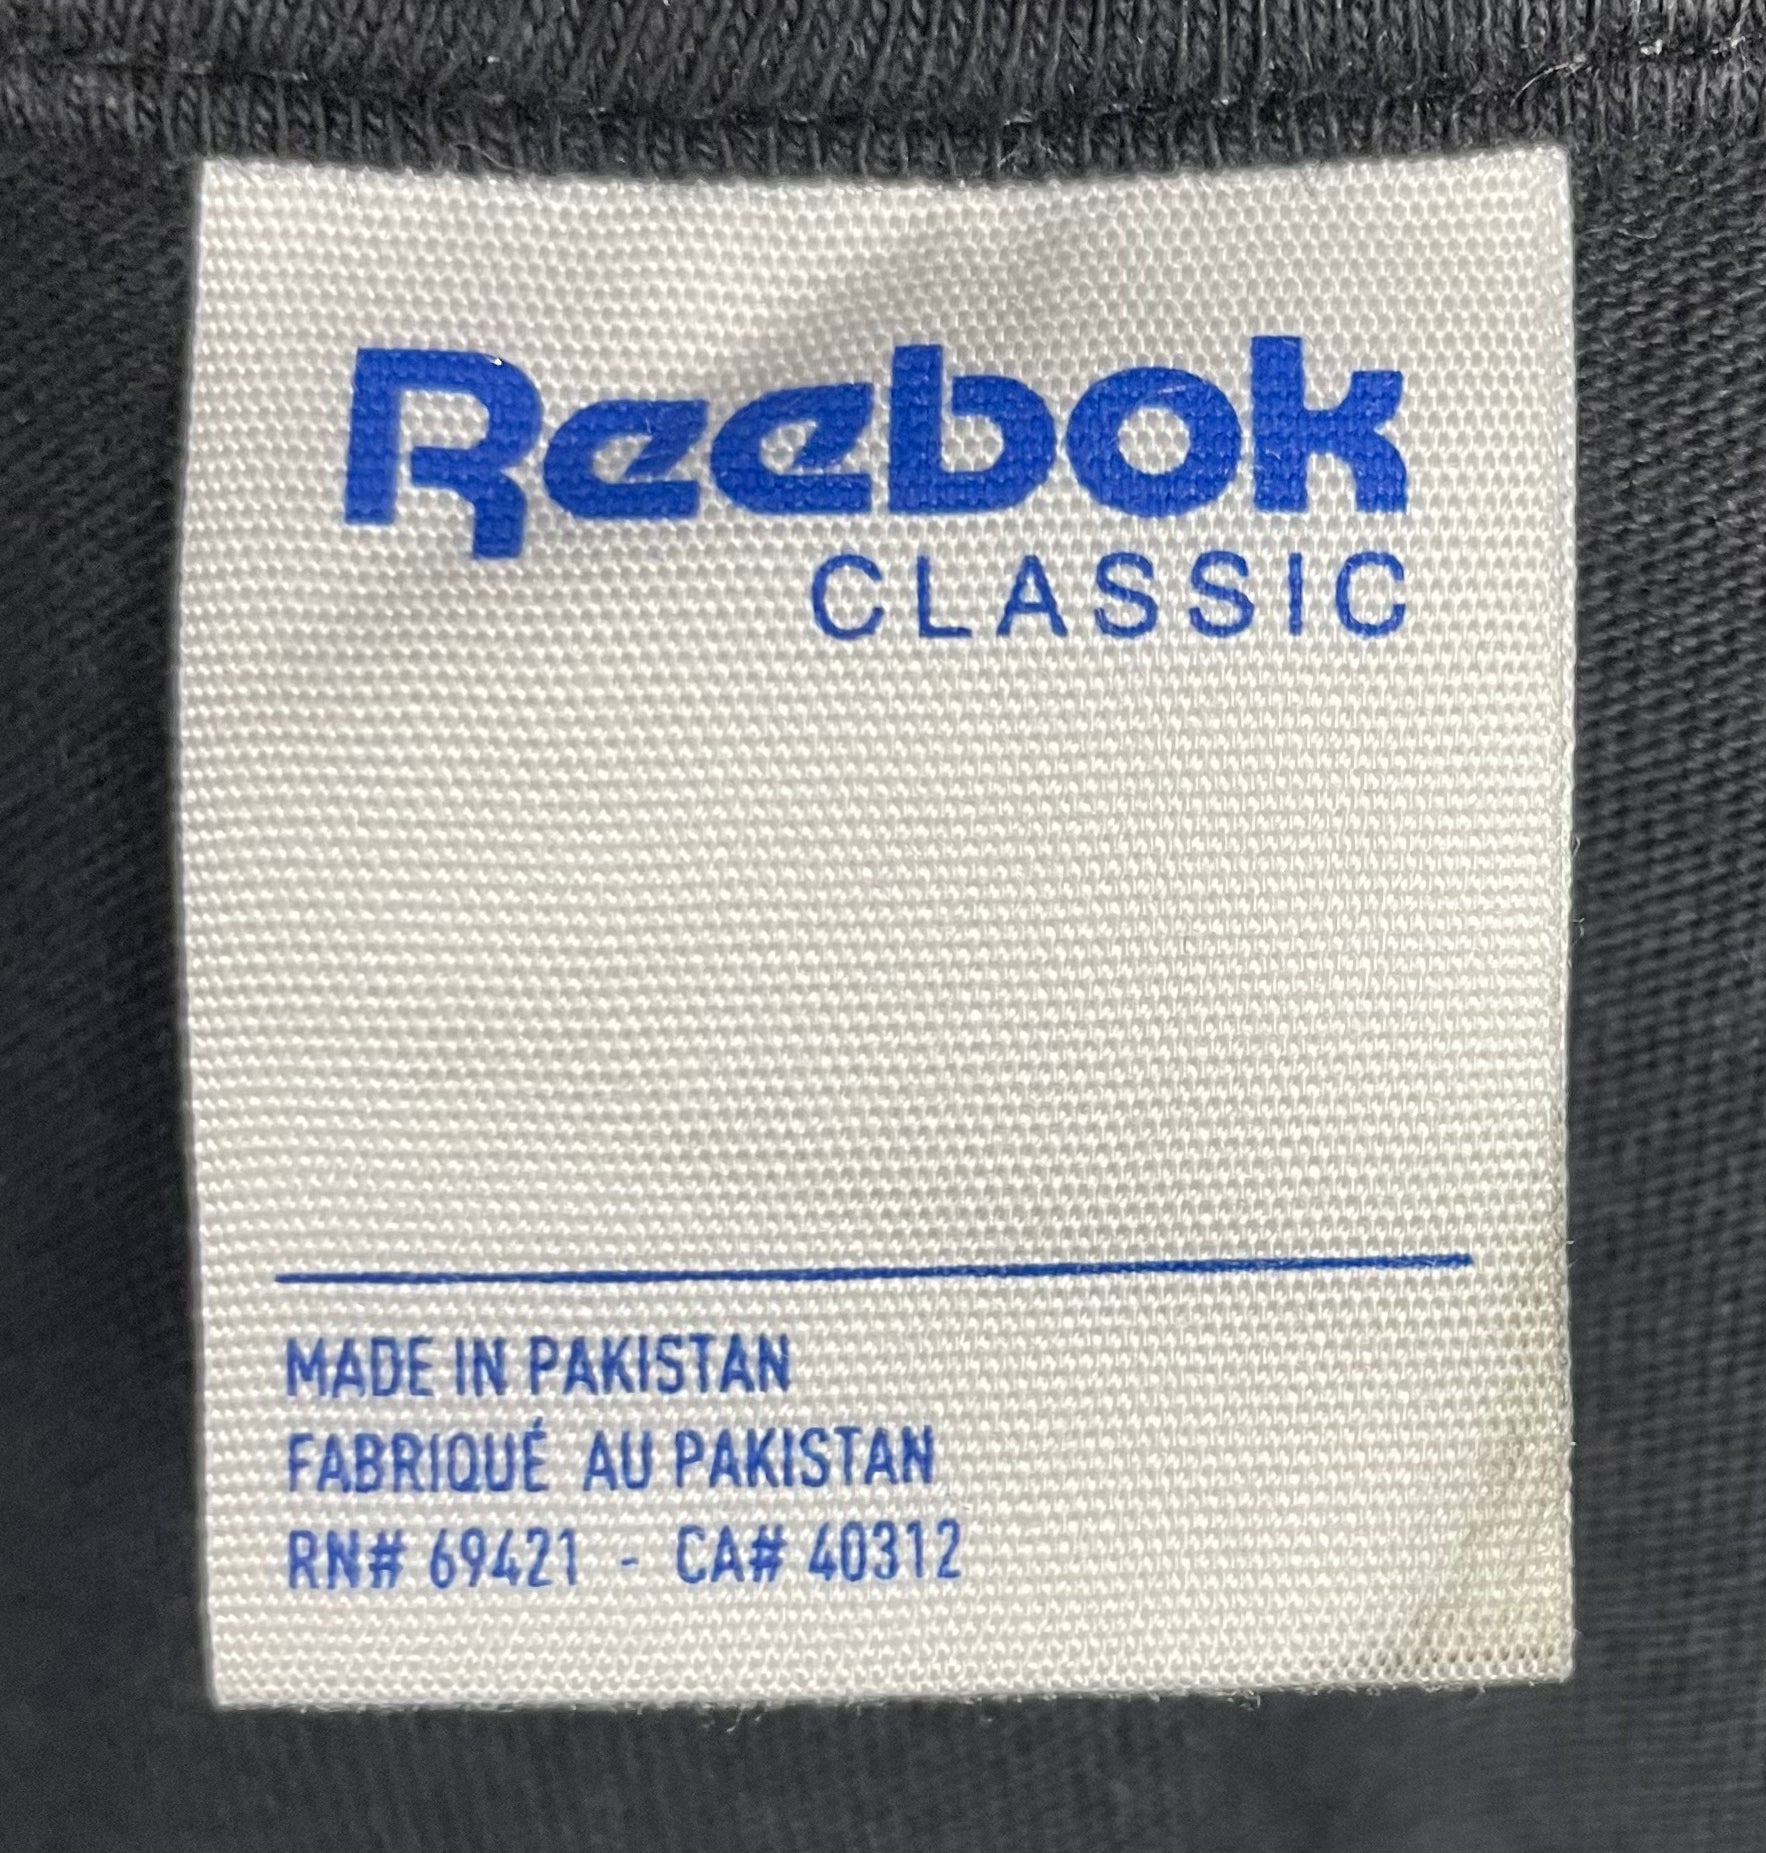 Reebok
CLASSIC
MADE IN PAKISTAN
FABRIQUÉ AU PAKISTAN
RN# 69421 - CA# 40312